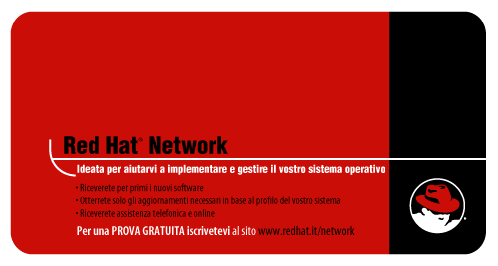 Red Hat® Network
Ideata per aiutarvi a implementare e gestire il vostro sistema operativo
• Riceverete per primi i nuovi software
• Otterrete solo gli aggiornamenti necessari in base al profilo del vostro sistema
• Riceverete assistenza telefonica e online
Per una PROVA GRATUITA iscrivetevi al sito www.redhat.it/network